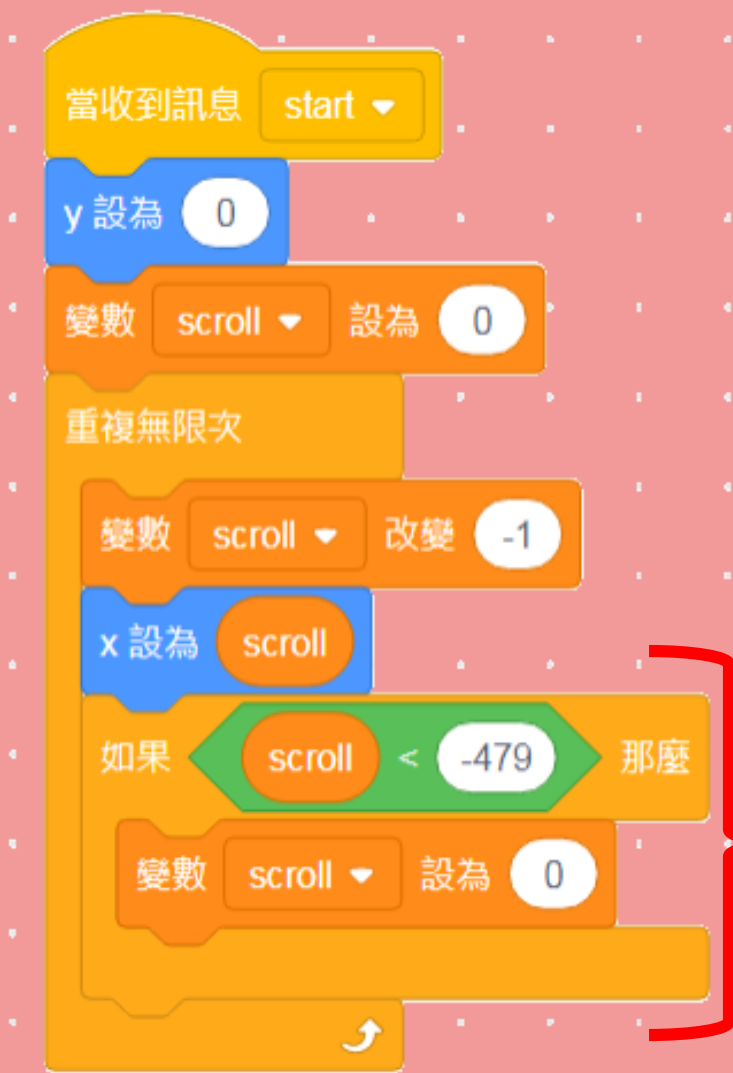 當收到訊息 start
y 設為 0
變數 scroll 設為 0
重複無限次
變數 scroll 改變 -1
x 設為 scroll
如果 scroll < -479 那麼
變數 scroll 設為 0